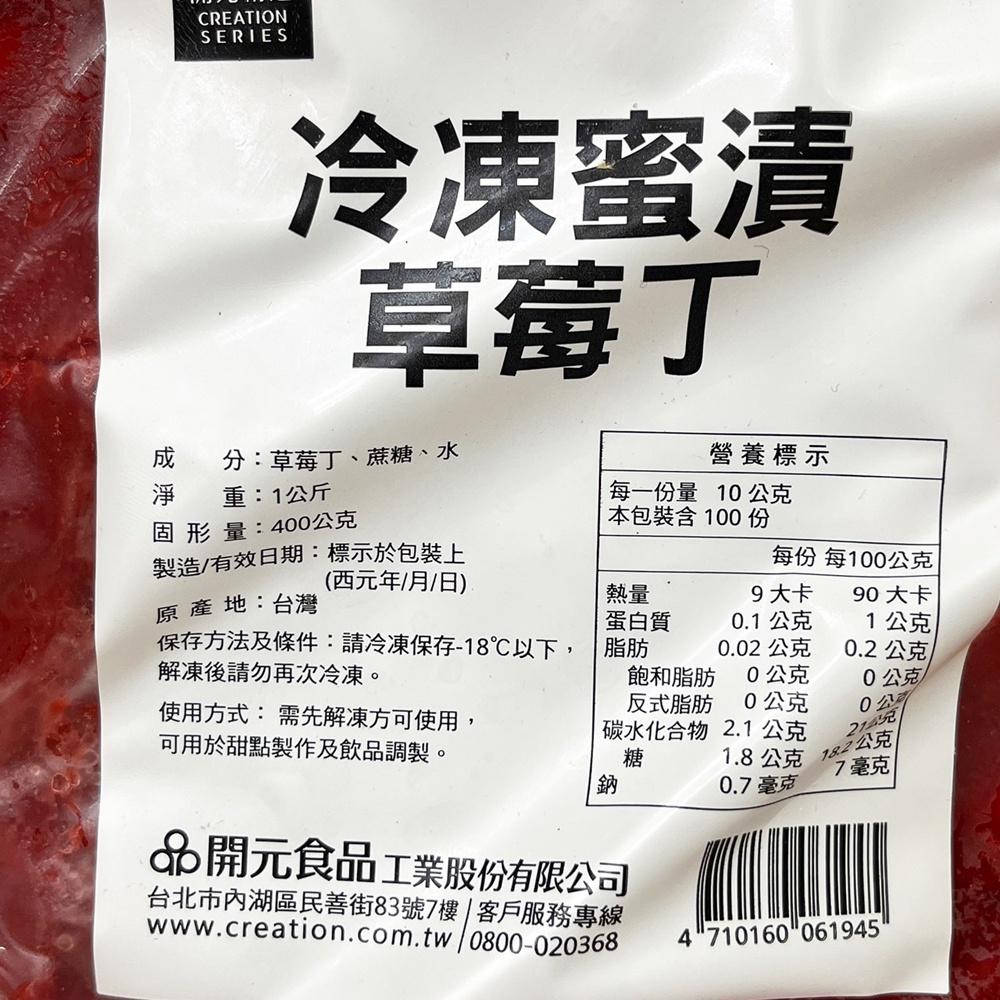 CREATION
SERIES
冷凍蜜漬
草莓丁
成 分：草莓丁、蔗糖、水
淨 重：1公斤
固形量：400公克
製造/有效日期：標示於包裝上
(西元年/月/日)
原產地：台灣
保存方法及條件：請冷凍保存-18℃以下，
解凍後請勿再次冷凍。
使用方式：需先解凍方可使用，
可用於甜點製作及飲品調製。
營養標示
每一份量 10 公克
本包裝含 100 份
每份 每100公克
熱量 9 大卡 90 大卡
蛋白質 0.1 公克 1 公克
脂肪 0.02 公克 0.2 公克
飽和脂肪 0 公克 0 公克
反式脂肪 0 公克 0 公克
碳水化合物 2.1 公克 21公克
糖 1.8 公克 18.2 公克
鈉 0.7 毫克 7 毫克
開元食品工業股份有限公司
台北市內湖區民善街83號7樓/客戶服務專線
www.creation.com.tw/0800-020368
4 710160 061945